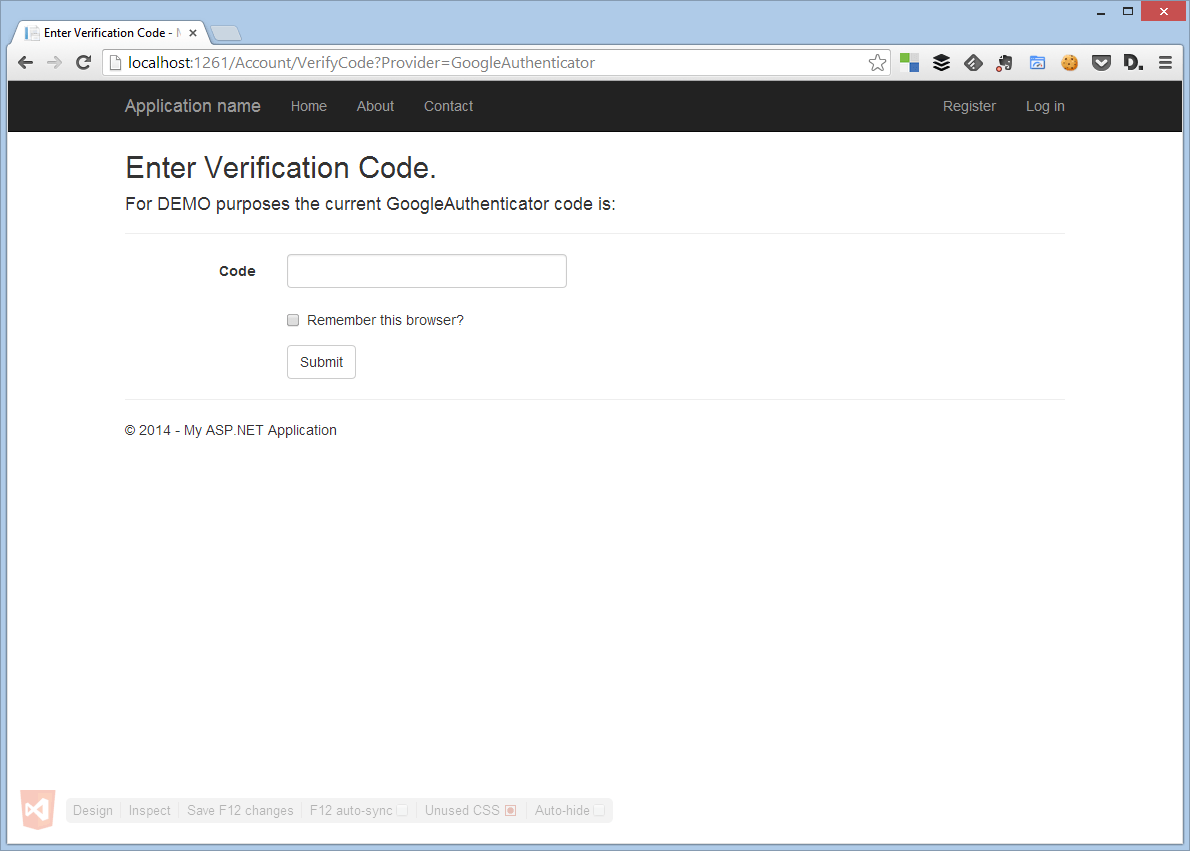 Enter Verification Code -
localhost:1261/Account/VerifyCode?Provider=GoogleAuthenticator
D.
Application name Home About Contact Register Log in
Enter Verification Code.
For DEMO purposes the current GoogleAuthenticator code is:
Code
Remember this browser?
Submit
© 2014 - My ASP.NET Application
Design Inspect Save F12 changes F12 auto-sync Unused CSS Auto-hide